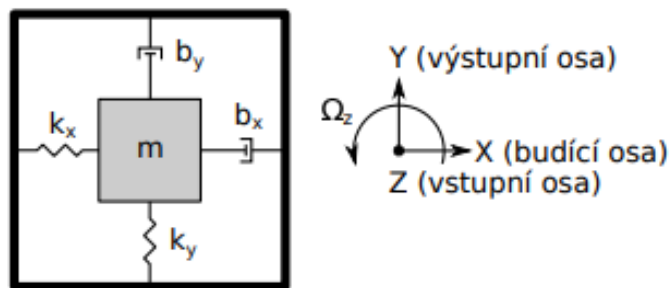 b_y
k_x
m
b_x
k_y
Y (výstupní osa)
Ω_z
X (budící osa)
Z (vstupní osa)